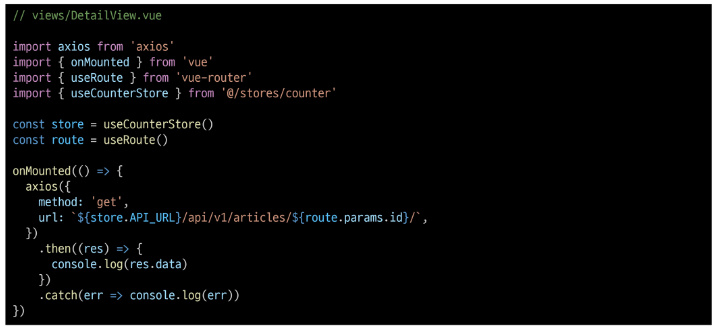 // views/DetailView.vue
import axios from 'axios'
import { onMounted } from 'vue'
import { useRoute } from 'vue-router'
import { useCounterStore } from '@/stores/counter'
const store = useCounterStore()
const route = useRoute()
onMounted(() => {
  axios({
    method: 'get',
    url: `${store.API_URL}/api/v1/articles/${route.params.id}/`,
  })
    .then((res) => {
      console.log(res.data)
    })
    .catch(err => console.log(err))
})